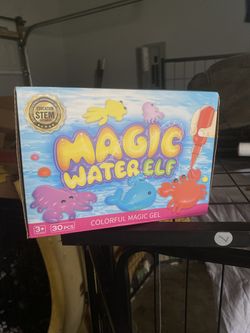 EDUCATION
STEM
MAGIC
WATER ELF
COLORFUL MAGIC GEL
3+
30 PCS